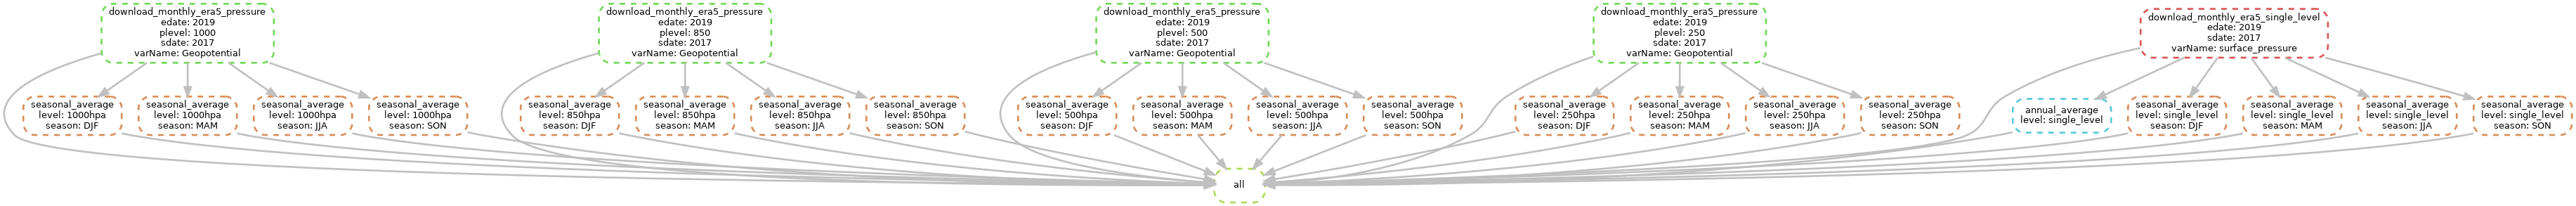 download_monthly_era5_pressure
edate: 2019
plevel: 1000
sdate: 2017
varName: Geopotential
download_monthly_era5_pressure
edate: 2019
plevel: 850
sdate: 2017
varName: Geopotential
download_monthly_era5_pressure
edate: 2019
plevel: 500
sdate: 2017
varName: Geopotential
download_monthly_era5_pressure
edate: 2019
plevel: 250
sdate: 2017
varName: Geopotential
download_monthly_era5_single_level
edate: 2019
sdate: 2017
varName: surface_pressure
seasonal_average
level: 1000hpa
season: DJF
seasonal_average
level: 1000hpa
season: MAM
seasonal_average
level: 1000hpa
season: JJA
seasonal_average
level: 1000hpa
season: SON
seasonal_average
level: 850hpa
season: DJF
seasonal_average
level: 850hpa
season: MAM
seasonal_average
level: 850hpa
season: JJA
seasonal_average
level: 850hpa
season: SON
seasonal_average
level: 500hpa
season: DJF
seasonal_average
level: 500hpa
season: MAM
seasonal_average
level: 500hpa
season: JJA
seasonal_average
level: 500hpa
season: SON
seasonal_average
level: 250hpa
season: DJF
seasonal_average
level: 250hpa
season: MAM
seasonal_average
level: 250hpa
season: JJA
seasonal_average
level: 250hpa
season: SON
annual_average
level: single_level
seasonal_average
level: single_level
season: DJF
seasonal_average
level: single_level
season: MAM
seasonal_average
level: single_level
season: JJA
seasonal_average
level: single_level
season: SON
all